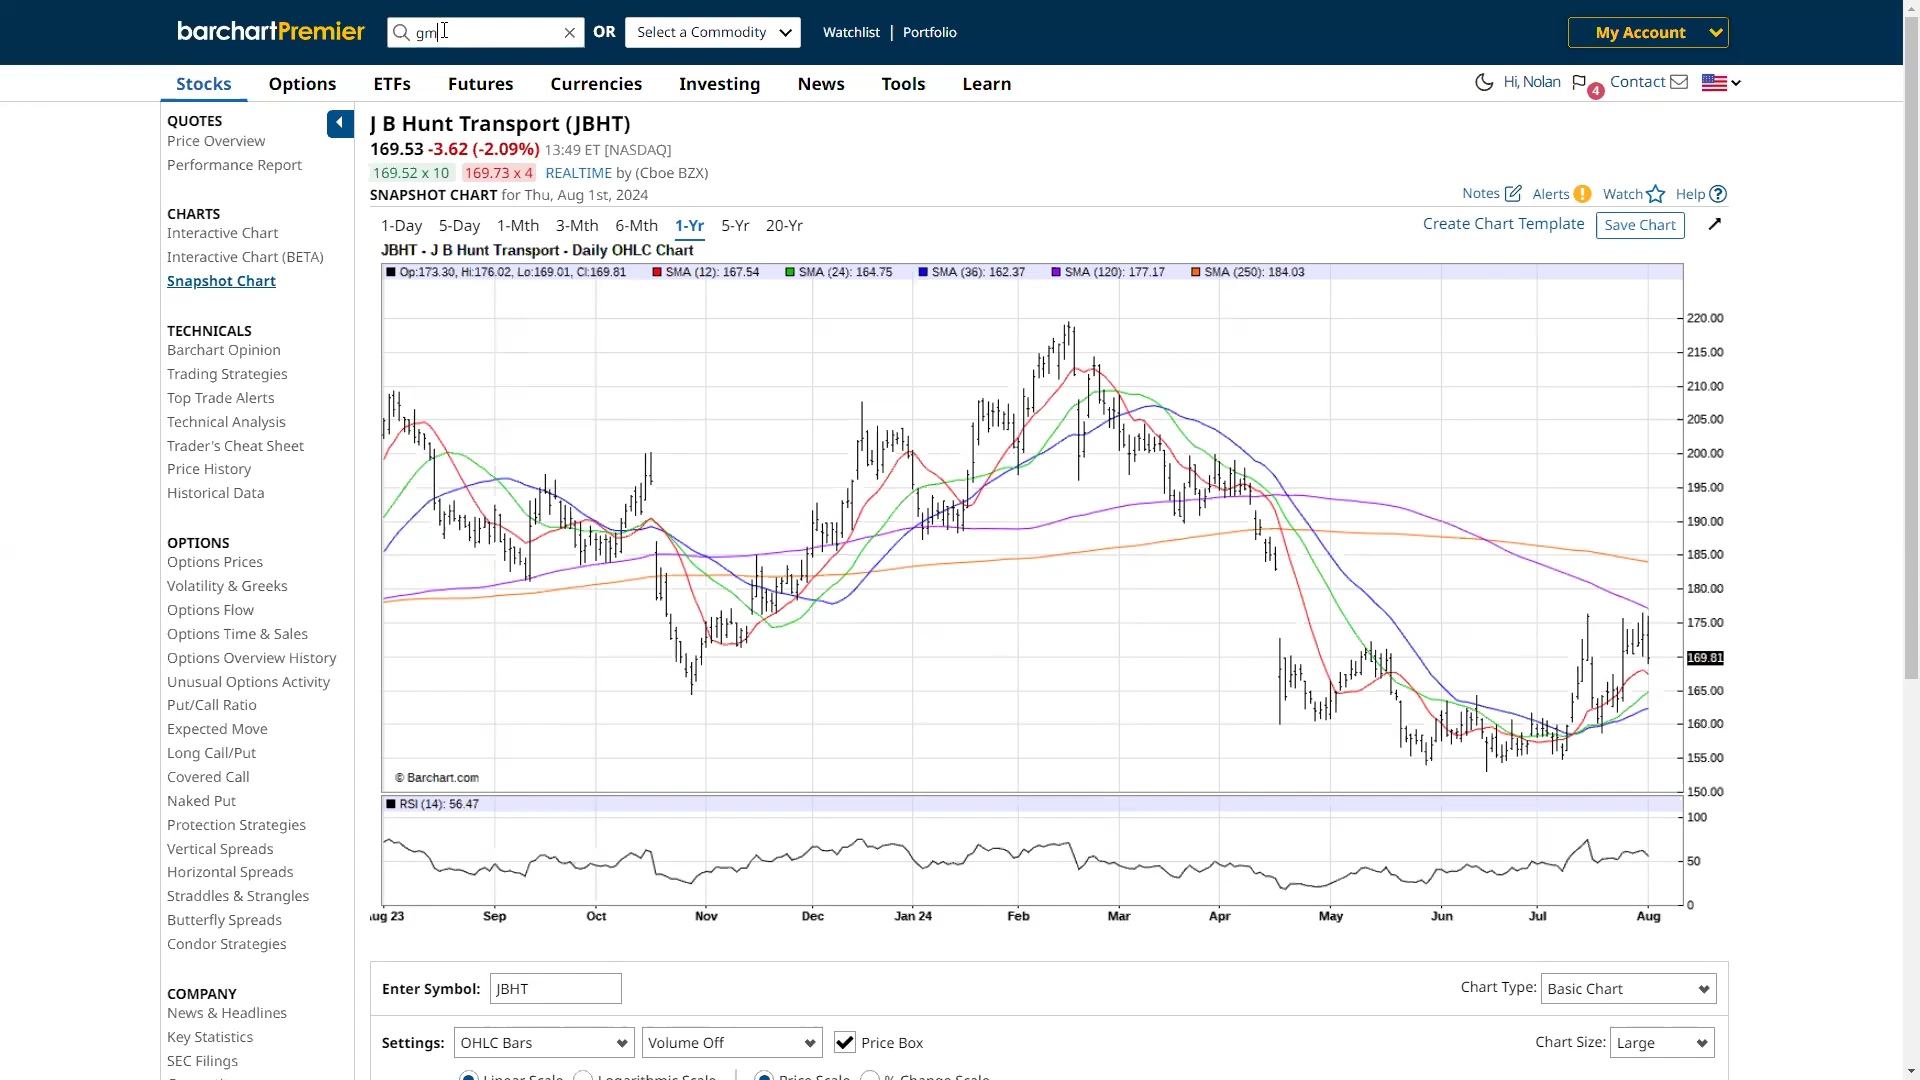 barchartPremier
gm
OR
Select a Commodity
Watchlist | Portfolio
My Account
Stocks
Options
ETFs
Futures
Currencies
Investing
News
Tools
Learn
Hi, Nolan
4
Contact
QUOTES
Price Overview
Performance Report
CHARTS
Interactive Chart
Interactive Chart (BETA)
Snapshot Chart
TECHNICALS
Barchart Opinion
Trading Strategies
Top Trade Alerts
Technical Analysis
Trader's Cheat Sheet
Price History
Historical Data
OPTIONS
Options Prices
Volatility & Greeks
Options Flow
Options Time & Sales
Options Overview History
Unusual Options Activity
Put/Call Ratio
Expected Move
Long Call/Put
Covered Call
Naked Put
Protection Strategies
Vertical Spreads
Horizontal Spreads
Straddles & Strangles
Butterfly Spreads
Condor Strategies
COMPANY
News & Headlines
Key Statistics
SEC Filings
J B Hunt Transport (JBHT)
169.53 -3.62 (-2.09%) 13:49 ET [NASDAQ]
169.52 x 10 169.73 x 4 REALTIME by (Cboe BZX)
SNAPSHOT CHART for Thu, Aug 1st, 2024
Notes
Alerts
Watch
Help
1-Day 5-Day 1-Mth 3-Mth 6-Mth 1-Yr 5-Yr 20-Yr
Create Chart Template
Save Chart
JBHT - J B Hunt Transport - Daily OHLC Chart
Op:173.30, Hi:176.02, Lo:169.01, Cl:169.81 SMA (12): 167.54 SMA (24): 164.75 SMA (36): 162.37 SMA (120): 177.17 SMA (250): 184.03
220.00
215.00
210.00
205.00
200.00
195.00
190.00
185.00
180.00
175.00
169.81
165.00
160.00
155.00
150.00
© Barchart.com
RSI (14): 56.47
100
50
0
ug 23 Sep Oct Nov Dec Jan 24 Feb Mar Apr May Jun Jul Aug
Enter Symbol: JBHT
Chart Type: Basic Chart
Settings: OHLC Bars Volume Off Price Box
Chart Size: Large
Linear Scale Logarithmic Scale Price Scale % Change Scale